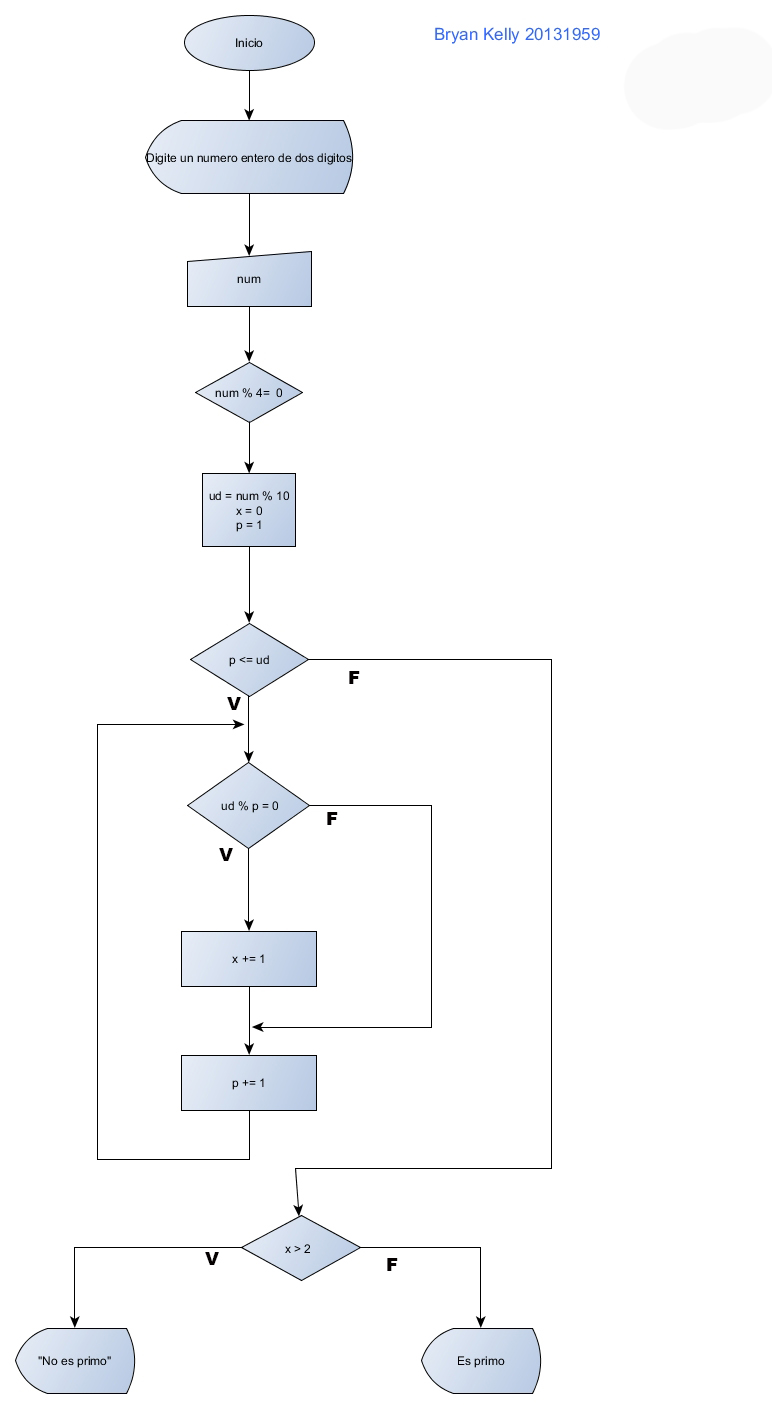 Bryan Kelly 20131959
Inicio
Digite un numero entero de dos digitos
num
num % 4=  0
ud = num % 10
x = 0
p = 1
p <= ud
F
V
ud % p = 0
F
V
x += 1
p += 1
x > 2
V
F
"No es primo"
Es primo